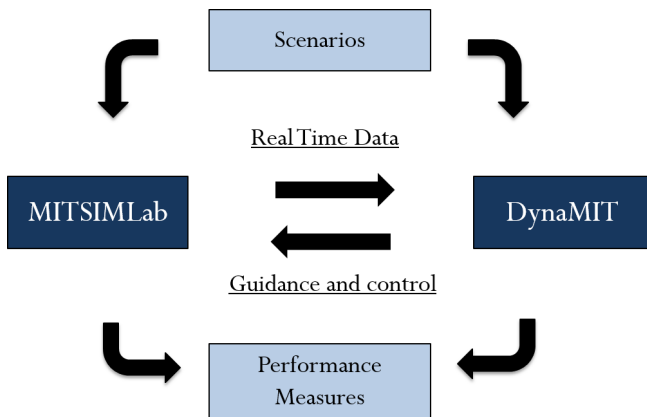 Scenarios
Real Time Data
MITSIMLab
DynaMIT
Guidance and control
Performance
Measures